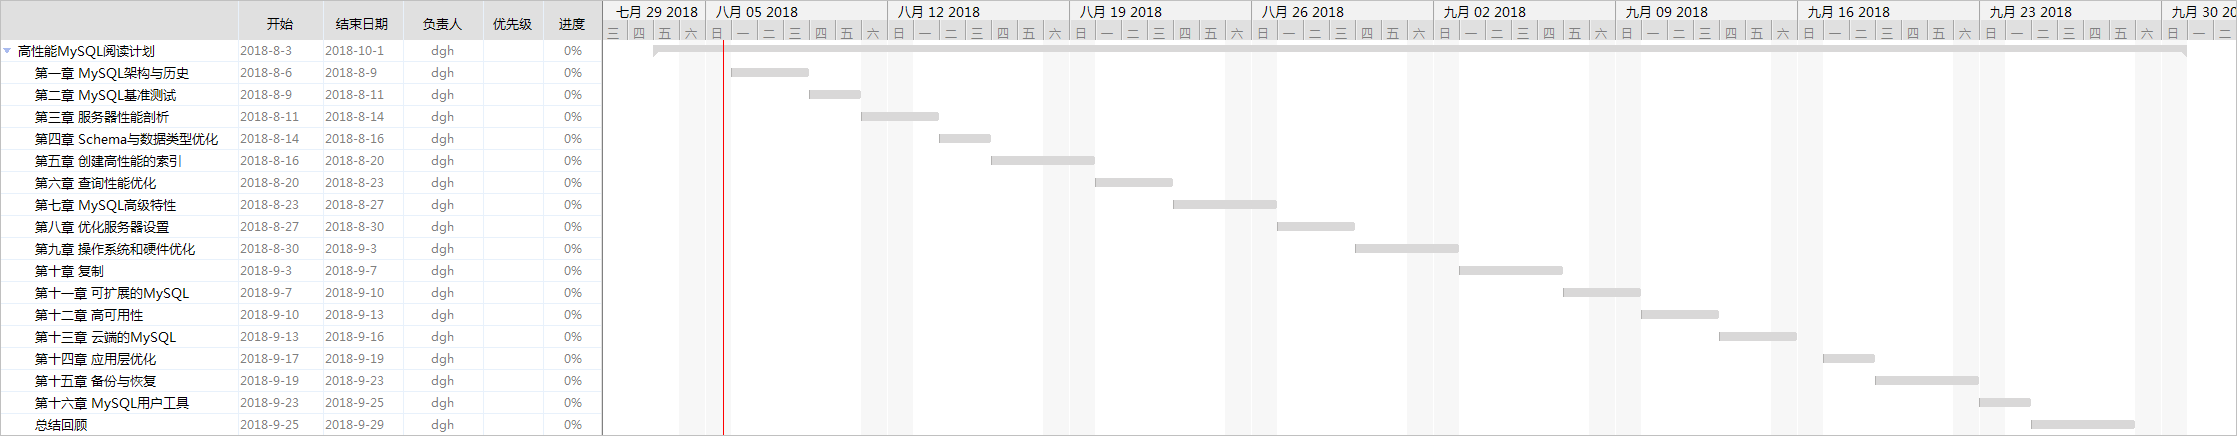 七月 29 2018 八月 05 2018 八月 12 2018 八月 19 2018 八月 26 2018 九月 02 2018 九月 09 2018 九月 16 2018 九月 23 2018 九月 30 20
开始 结束日期 负责人 优先级 进度
三 四 五 六 日 一 二 三 四 五 六 日 一 二 三 四 五 六 日 一 二 三 四 五 六 日 一 二 三 四 五 六 日 一 二 三 四 五 六 日 一 二 三 四 五 六 日 一 二 三 四 五 六 日 一 二 三 四 五 六 日 一 二
高性能MySQL阅读计划 2018-8-3 2018-10-1 dgh 0%
第一章 MySQL架构与历史 2018-8-6 2018-8-9 dgh 0%
第二章 MySQL基准测试 2018-8-9 2018-8-11 dgh 0%
第三章 服务器性能剖析 2018-8-11 2018-8-14 dgh 0%
第四章 Schema与数据类型优化 2018-8-14 2018-8-16 dgh 0%
第五章 创建高性能的索引 2018-8-16 2018-8-20 dgh 0%
第六章 查询性能优化 2018-8-20 2018-8-23 dgh 0%
第七章 MySQL高级特性 2018-8-23 2018-8-27 dgh 0%
第八章 优化服务器设置 2018-8-27 2018-8-30 dgh 0%
第九章 操作系统和硬件优化 2018-8-30 2018-9-3 dgh 0%
第十章 复制 2018-9-3 2018-9-7 dgh 0%
第十一章 可扩展的MySQL 2018-9-7 2018-9-10 dgh 0%
第十二章 高可用性 2018-9-10 2018-9-13 dgh 0%
第十三章 云端的MySQL 2018-9-13 2018-9-16 dgh 0%
第十四章 应用层优化 2018-9-17 2018-9-19 dgh 0%
第十五章 备份与恢复 2018-9-19 2018-9-23 dgh 0%
第十六章 MySQL用户工具 2018-9-23 2018-9-25 dgh 0%
总结回顾 2018-9-25 2018-9-29 dgh 0%